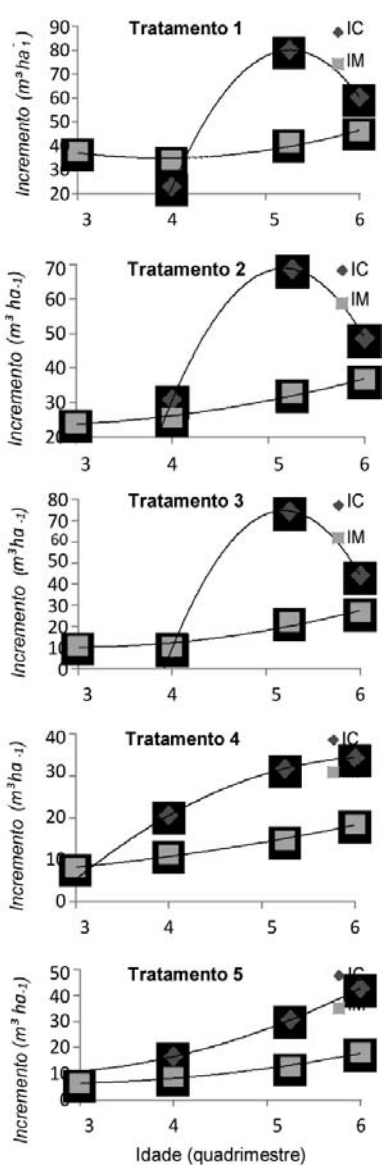 Tratamento 1
IC
IM
Incremento (m³ ha-1)
90
80
70
60
50
40
30
20
3 4 5 6
Tratamento 2
IC
IM
Incremento (m³ ha-1)
70
60
50
40
30
20
3 4 5 6
Tratamento 3
IC
IM
Incremento (m³ha -1)
80
70
60
50
40
30
20
10
0
3 4 5 6
Tratamento 4
IC
Incremento (m³ha -1)
40
30
20
10
0
3 4 5 6
Tratamento 5
IC
IM
Incremento (m³ ha-1)
50
40
30
20
10
0
3 4 5 6
Idade (quadrimestre)